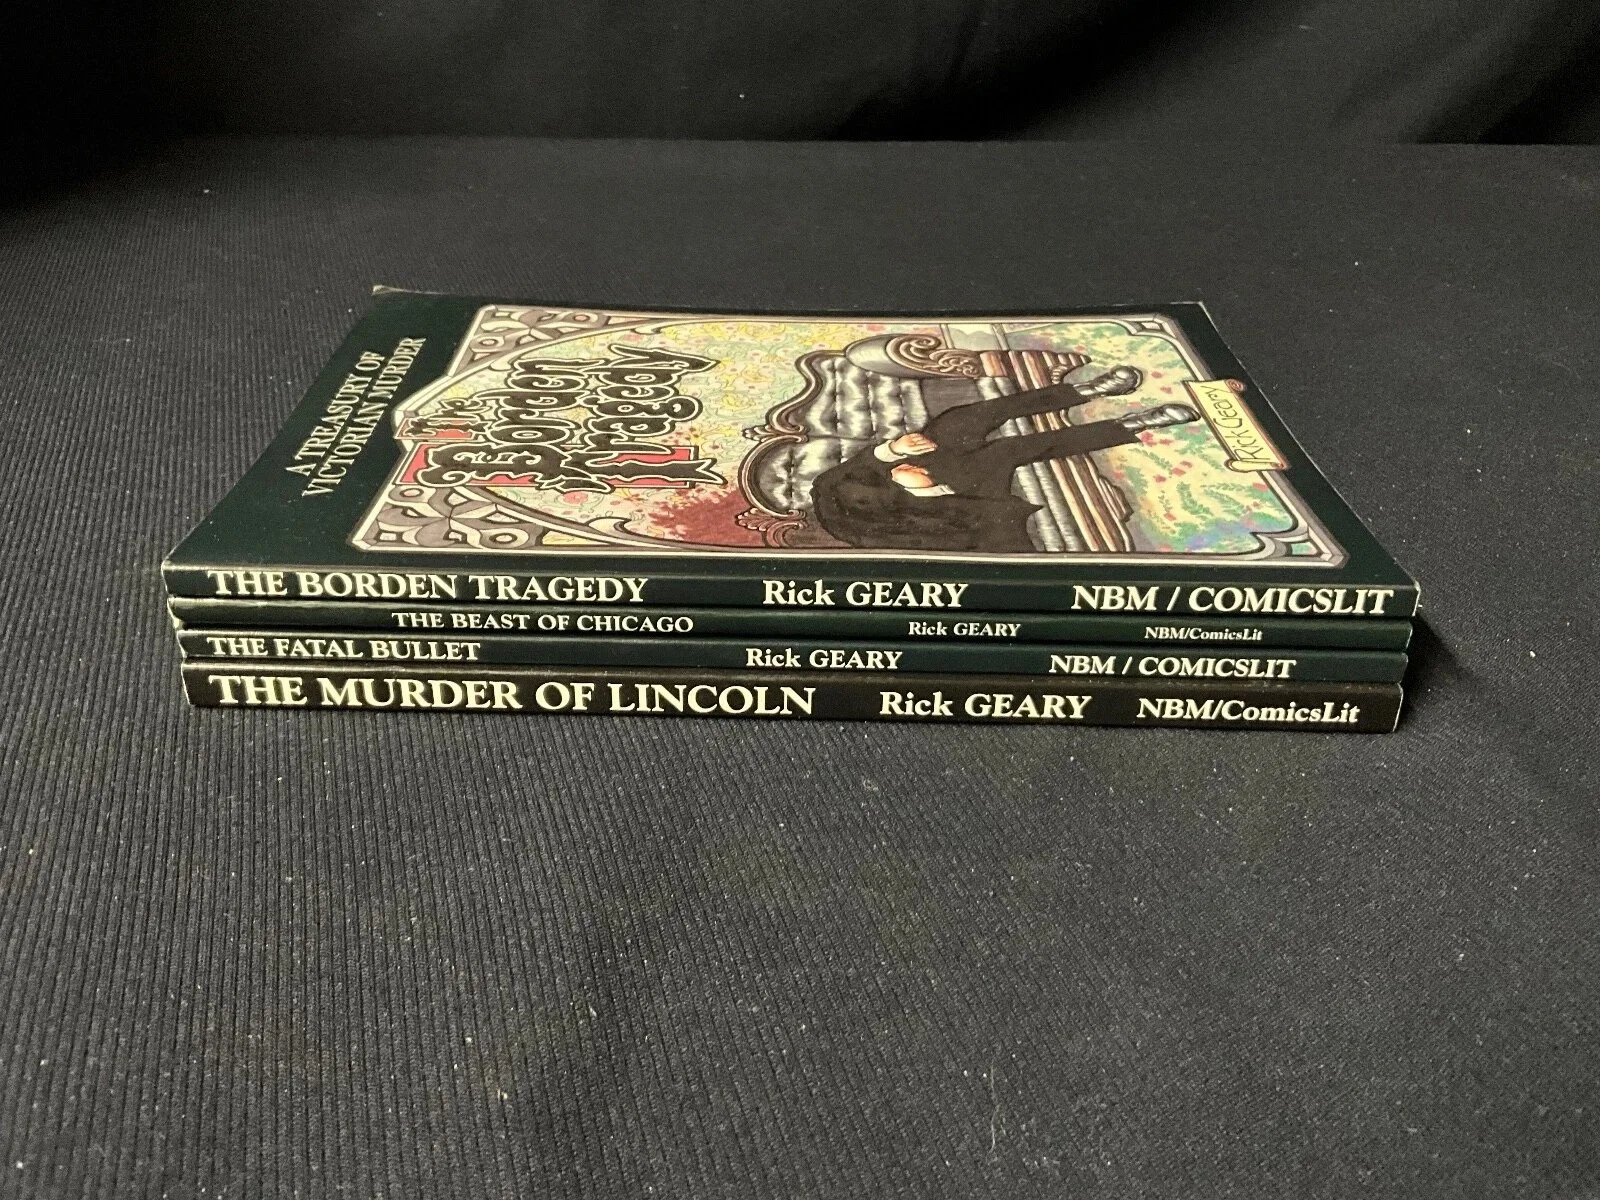 A TREASURY OF
VICTORIAN MURDER
The
Borden
Tragedy
Rick Geary
THE BORDEN TRAGEDY Rick GEARY NBM / COMICSLIT
THE BEAST OF CHICAGO Rick GEARY NBM/ComicsLit
THE FATAL BULLET Rick GEARY NBM / COMICSLIT
THE MURDER OF LINCOLN Rick GEARY NBM/ComicsLit